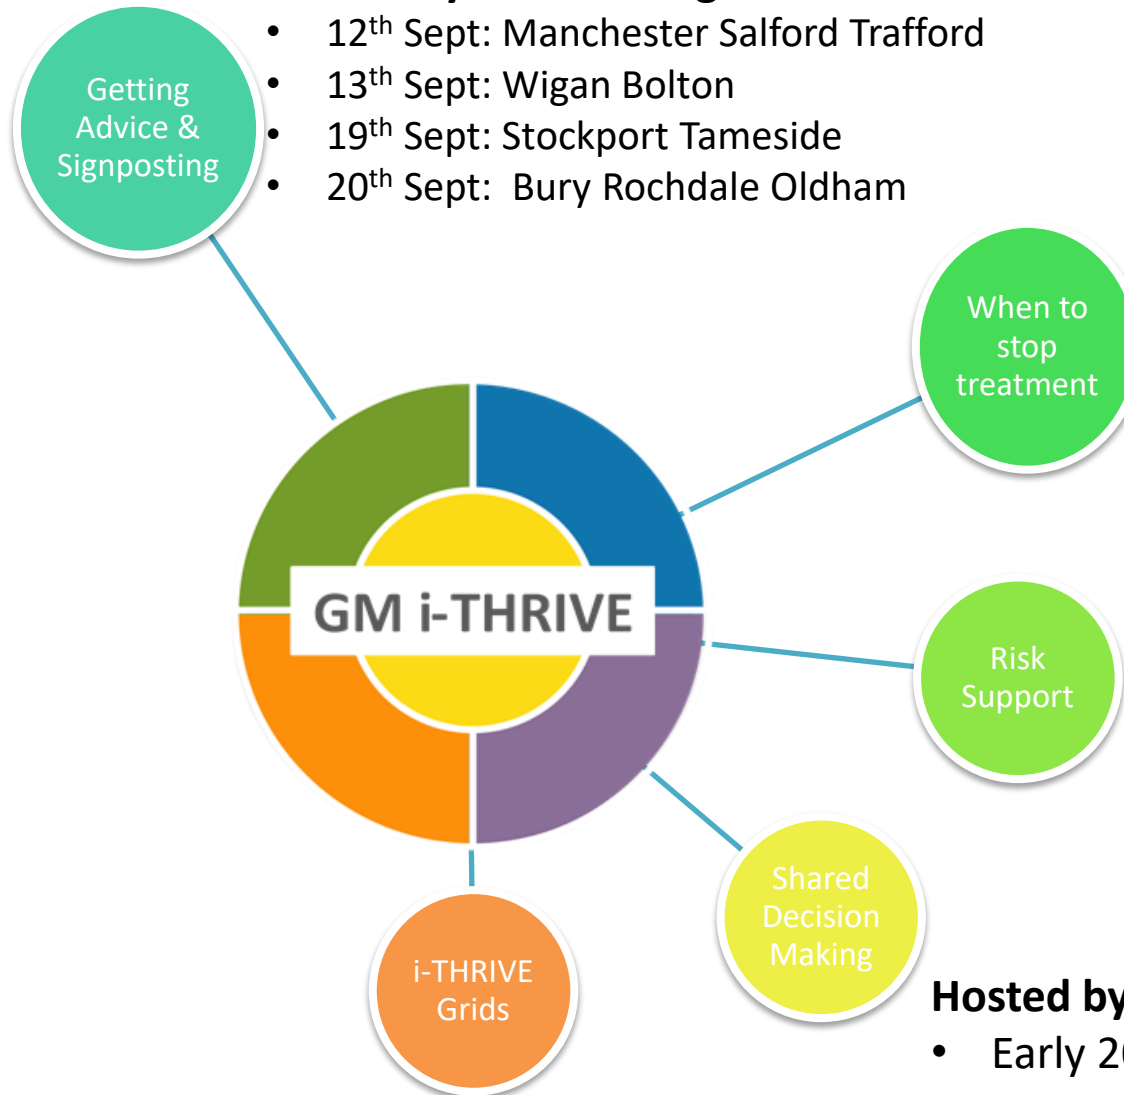 • 12th Sept: Manchester Salford Trafford
• 13th Sept: Wigan Bolton
• 19th Sept: Stockport Tameside
• 20th Sept:  Bury Rochdale Oldham
Getting
Advice &
Signposting
When to
stop
treatment
GM i-THRIVE
Risk
Support
Shared
Decision
Making
i-THRIVE
Grids
Hosted by
• Early 20